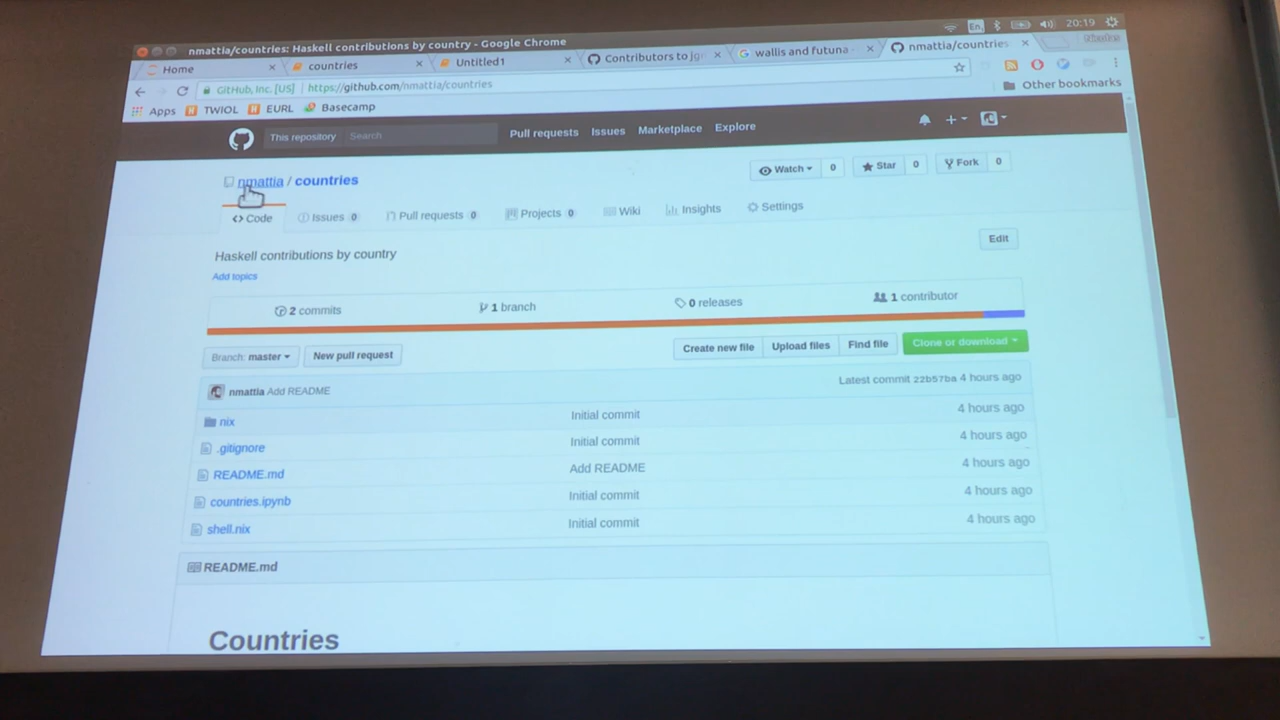 En 20:19
nmattia/countries: Haskell contributions by country - Google Chrome
Home × countries × Untitled1 × Contributors to jgr × wallis and futuna - × nmattia/countries: ×
GitHub, Inc. [US] https://github.com/nmattia/countries
Apps TWIOL EURL Basecamp Other bookmarks
This repository Search Pull requests Issues Marketplace Explore
nmattia / countries Watch 0 Star 0 Fork 0
Code Issues 0 Pull requests 0 Projects 0 Wiki Insights Settings
Haskell contributions by country Edit
Add topics
2 commits 1 branch 0 releases 1 contributor
Branch: master New pull request Create new file Upload files Find file Clone or download
nmattia Add README Latest commit 22b57ba 4 hours ago
nix Initial commit 4 hours ago
.gitignore Initial commit 4 hours ago
README.md Add README 4 hours ago
countries.ipynb Initial commit 4 hours ago
shell.nix Initial commit 4 hours ago
README.md
Countries